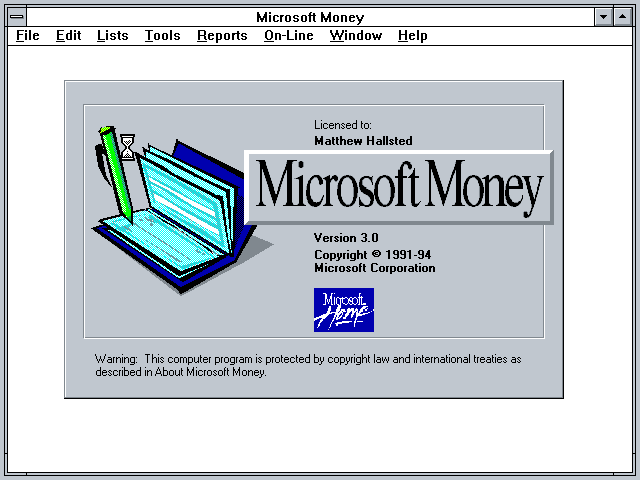 Microsoft Money
File Edit Lists Tools Reports On-Line Window Help
Licensed to:
Matthew Hallsted
Microsoft Money
Version 3.0
Copyright © 1991-94
Microsoft Corporation
Microsoft
Home
Warning: This computer program is protected by copyright law and international treaties as
described in About Microsoft Money.